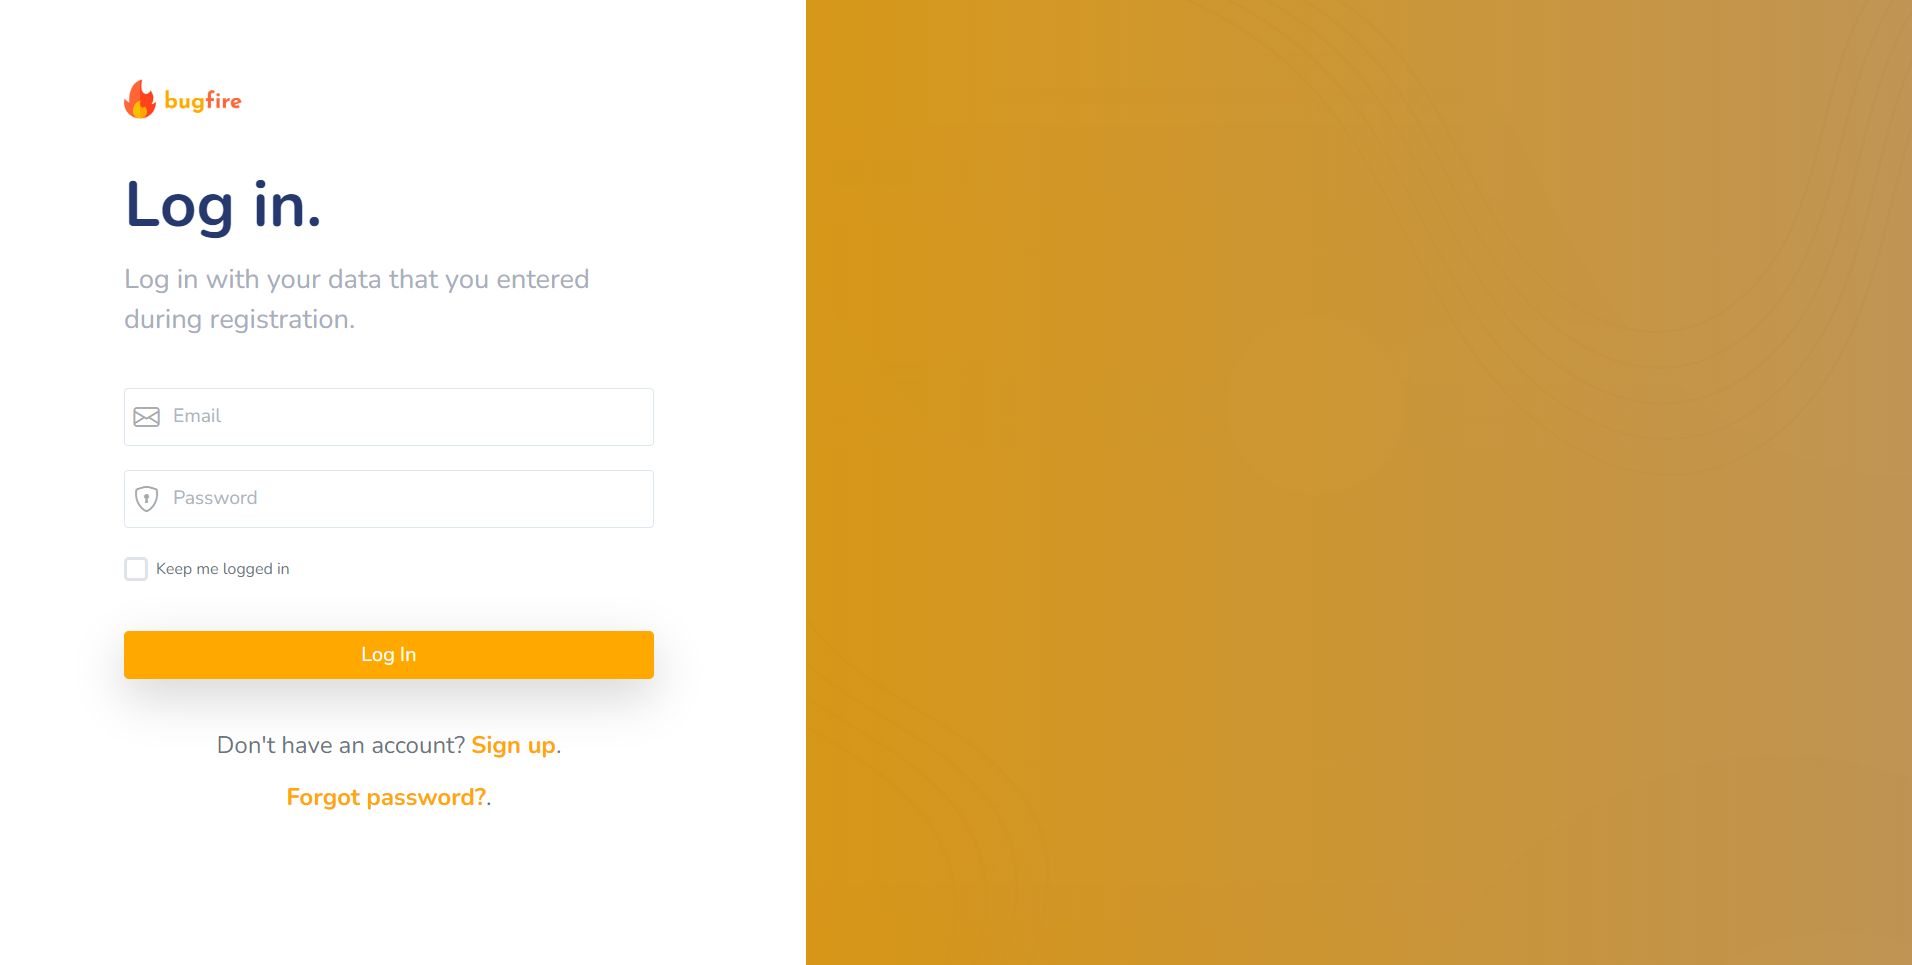 bugfire
Log in.
Log in with your data that you entered
during registration.
Email
Password
Keep me logged in
Log In
Don't have an account? Sign up.
Forgot password?.